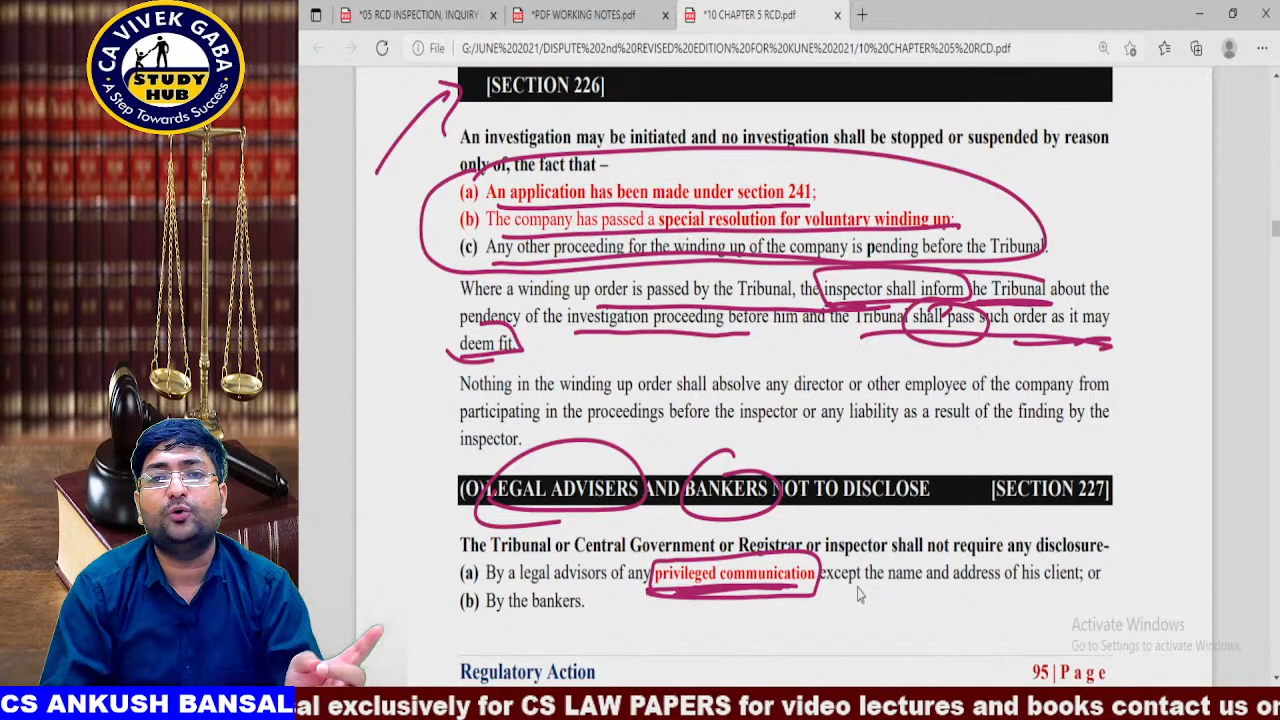 CA VIVEK GABA
STUDY
HUB
- A Step Towards Success -
*05 RCD INSPECTION, INQUIRY
*PDF WORKING NOTES.pdf
*10 CHAPTER 5 RCD.pdf
File
G:/JUNE%202021/DISPUTE%202nd%20REVISED%20EDITION%20FOR%20KUNE%202021/10%20CHAPTER%205%20RCD.pdf
[SECTION 226]
An investigation may be initiated and no investigation shall be stopped or suspended by reason
only of, the fact that –
(a) An application has been made under section 241;
(b) The company has passed a special resolution for voluntary winding up;
(c) Any other proceeding for the winding up of the company is pending before the Tribunal.
Where a winding up order is passed by the Tribunal, the inspector shall inform the Tribunal about the
pendency of the investigation proceeding before him and the Tribunal shall pass such order as it may
deem fit.
Nothing in the winding up order shall absolve any director or other employee of the company from
participating in the proceedings before the inspector or any liability as a result of the finding by the
inspector.
(O) LEGAL ADVISERS AND BANKERS NOT TO DISCLOSE [SECTION 227]
The Tribunal or Central Government or Registrar or inspector shall not require any disclosure-
(a) By a legal advisors of any privileged communication except the name and address of his client; or
(b) By the bankers.
Activate Windows
Go to Settings to activate Windows.
Regulatory Action 95 | P a g e
CS ANKUSH BANSAL
al exclusively for CS LAW PAPERS for video lectures and books contact us on